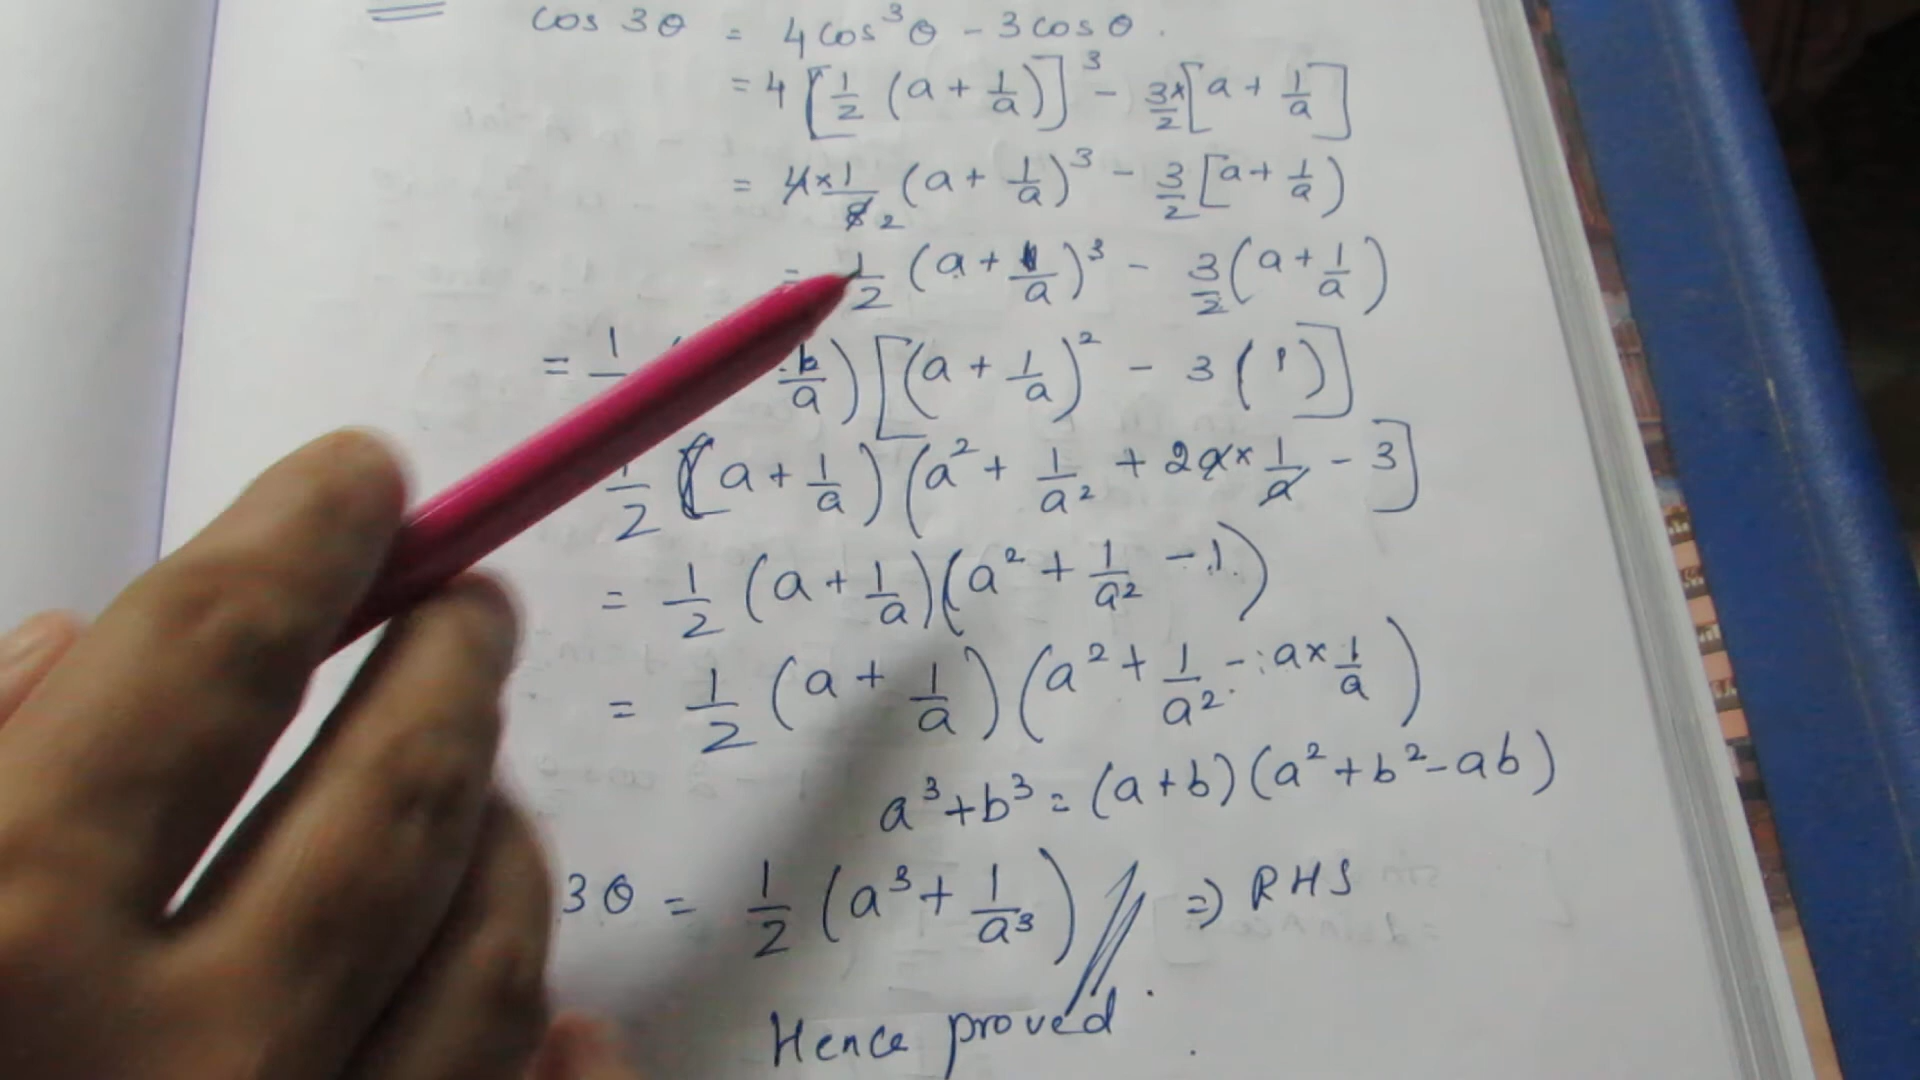 cos 3θ = 4cos³θ - 3cosθ.
= 4 [1/2 (a + 1/a)]³ - 3/2 × [a + 1/a]
= 4 × 1/8 2 (a + 1/a)³ - 3/2 [a + 1/a)
= 1/2 (a + 1/a)³ - 3/2 (a + 1/a)
= 1 /a) [(a + 1/a)² - 3 (1)]
1/2 (a + 1/a) (a² + 1/a² + 2a × 1/a - 3]
= 1/2 (a + 1/a) (a² + 1/a² - 1)
= 1/2 (a + 1/a) (a² + 1/a² - a × 1/a)
a³ + b³ = (a + b) (a² + b² - ab)
3θ = 1/2 (a³ + 1/a³) ⇒ RHS
Hence proved.